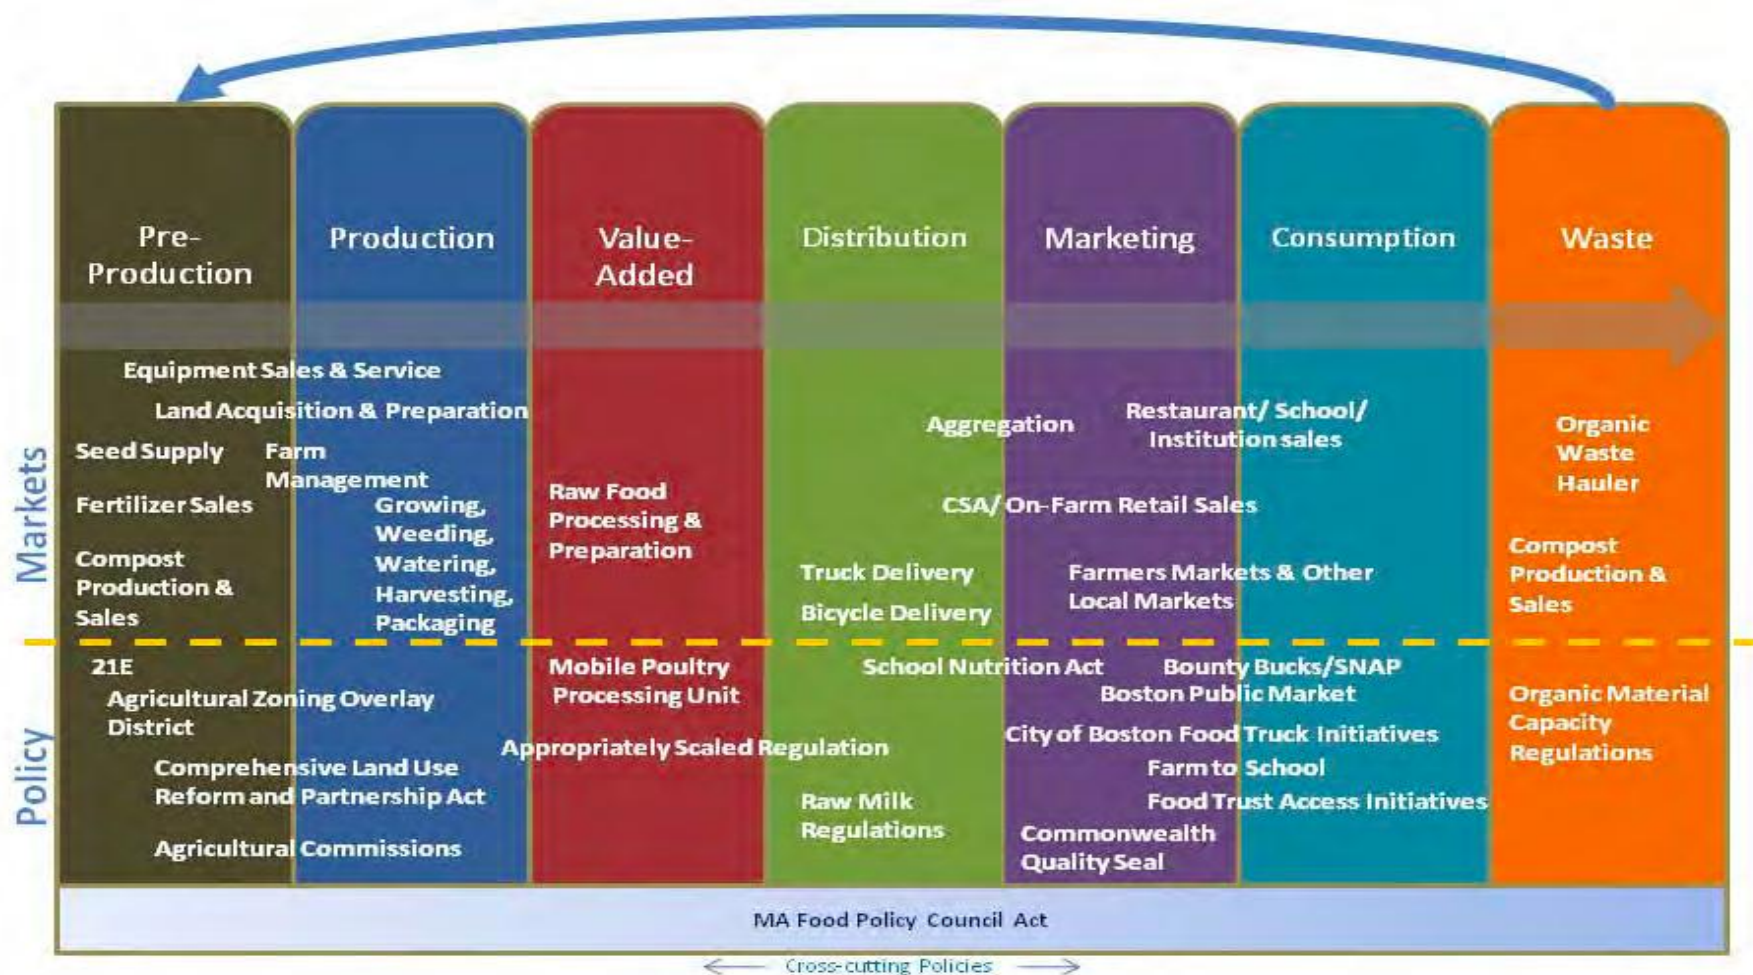 Pre-
Production
Production
Value-
Added
Distribution
Marketing
Consumption
Waste
Markets
Equipment Sales & Service
Land Acquisition & Preparation
Seed Supply
Farm
Management
Fertilizer Sales
Growing,
Weeding,
Watering,
Harvesting,
Packaging
Compost
Production &
Sales
Raw Food
Processing &
Preparation
Aggregation
Restaurant/ School/
Institution sales
CSA/ On-Farm Retail Sales
Truck Delivery
Bicycle Delivery
Farmers Markets & Other
Local Markets
Organic
Waste
Hauler
Compost
Production &
Sales
Policy
21E
Agricultural Zoning Overlay
District
Comprehensive Land Use
Reform and Partnership Act
Agricultural Commissions
Mobile Poultry
Processing Unit
Appropriately Scaled Regulation
School Nutrition Act
Raw Milk
Regulations
Bounty Bucks/SNAP
Boston Public Market
City of Boston Food Truck Initiatives
Farm to School
Food Trust Access Initiatives
Commonwealth
Quality Seal
Organic Material
Capacity
Regulations
MA Food Policy Council Act
Cross-cutting Policies